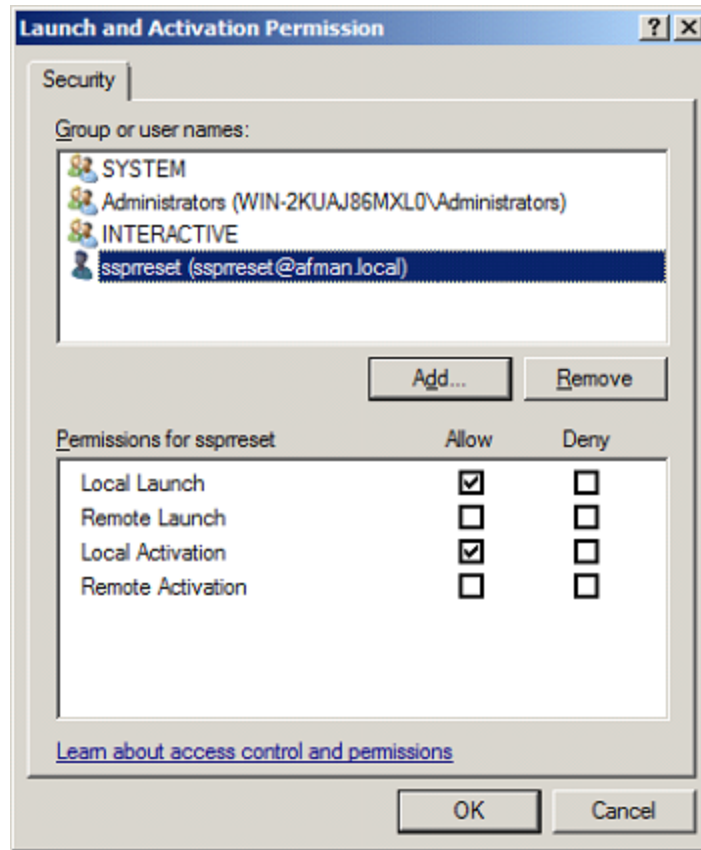 Launch and Activation Permission
Security
Group or user names:
SYSTEM
Administrators (WIN-2KUAJ86MXL0\Administrators)
INTERACTIVE
ssprreset (ssprreset@afman.local)
Add... Remove
Permissions for ssprreset Allow Deny
Local Launch
Remote Launch
Local Activation
Remote Activation
Learn about access control and permissions
OK Cancel